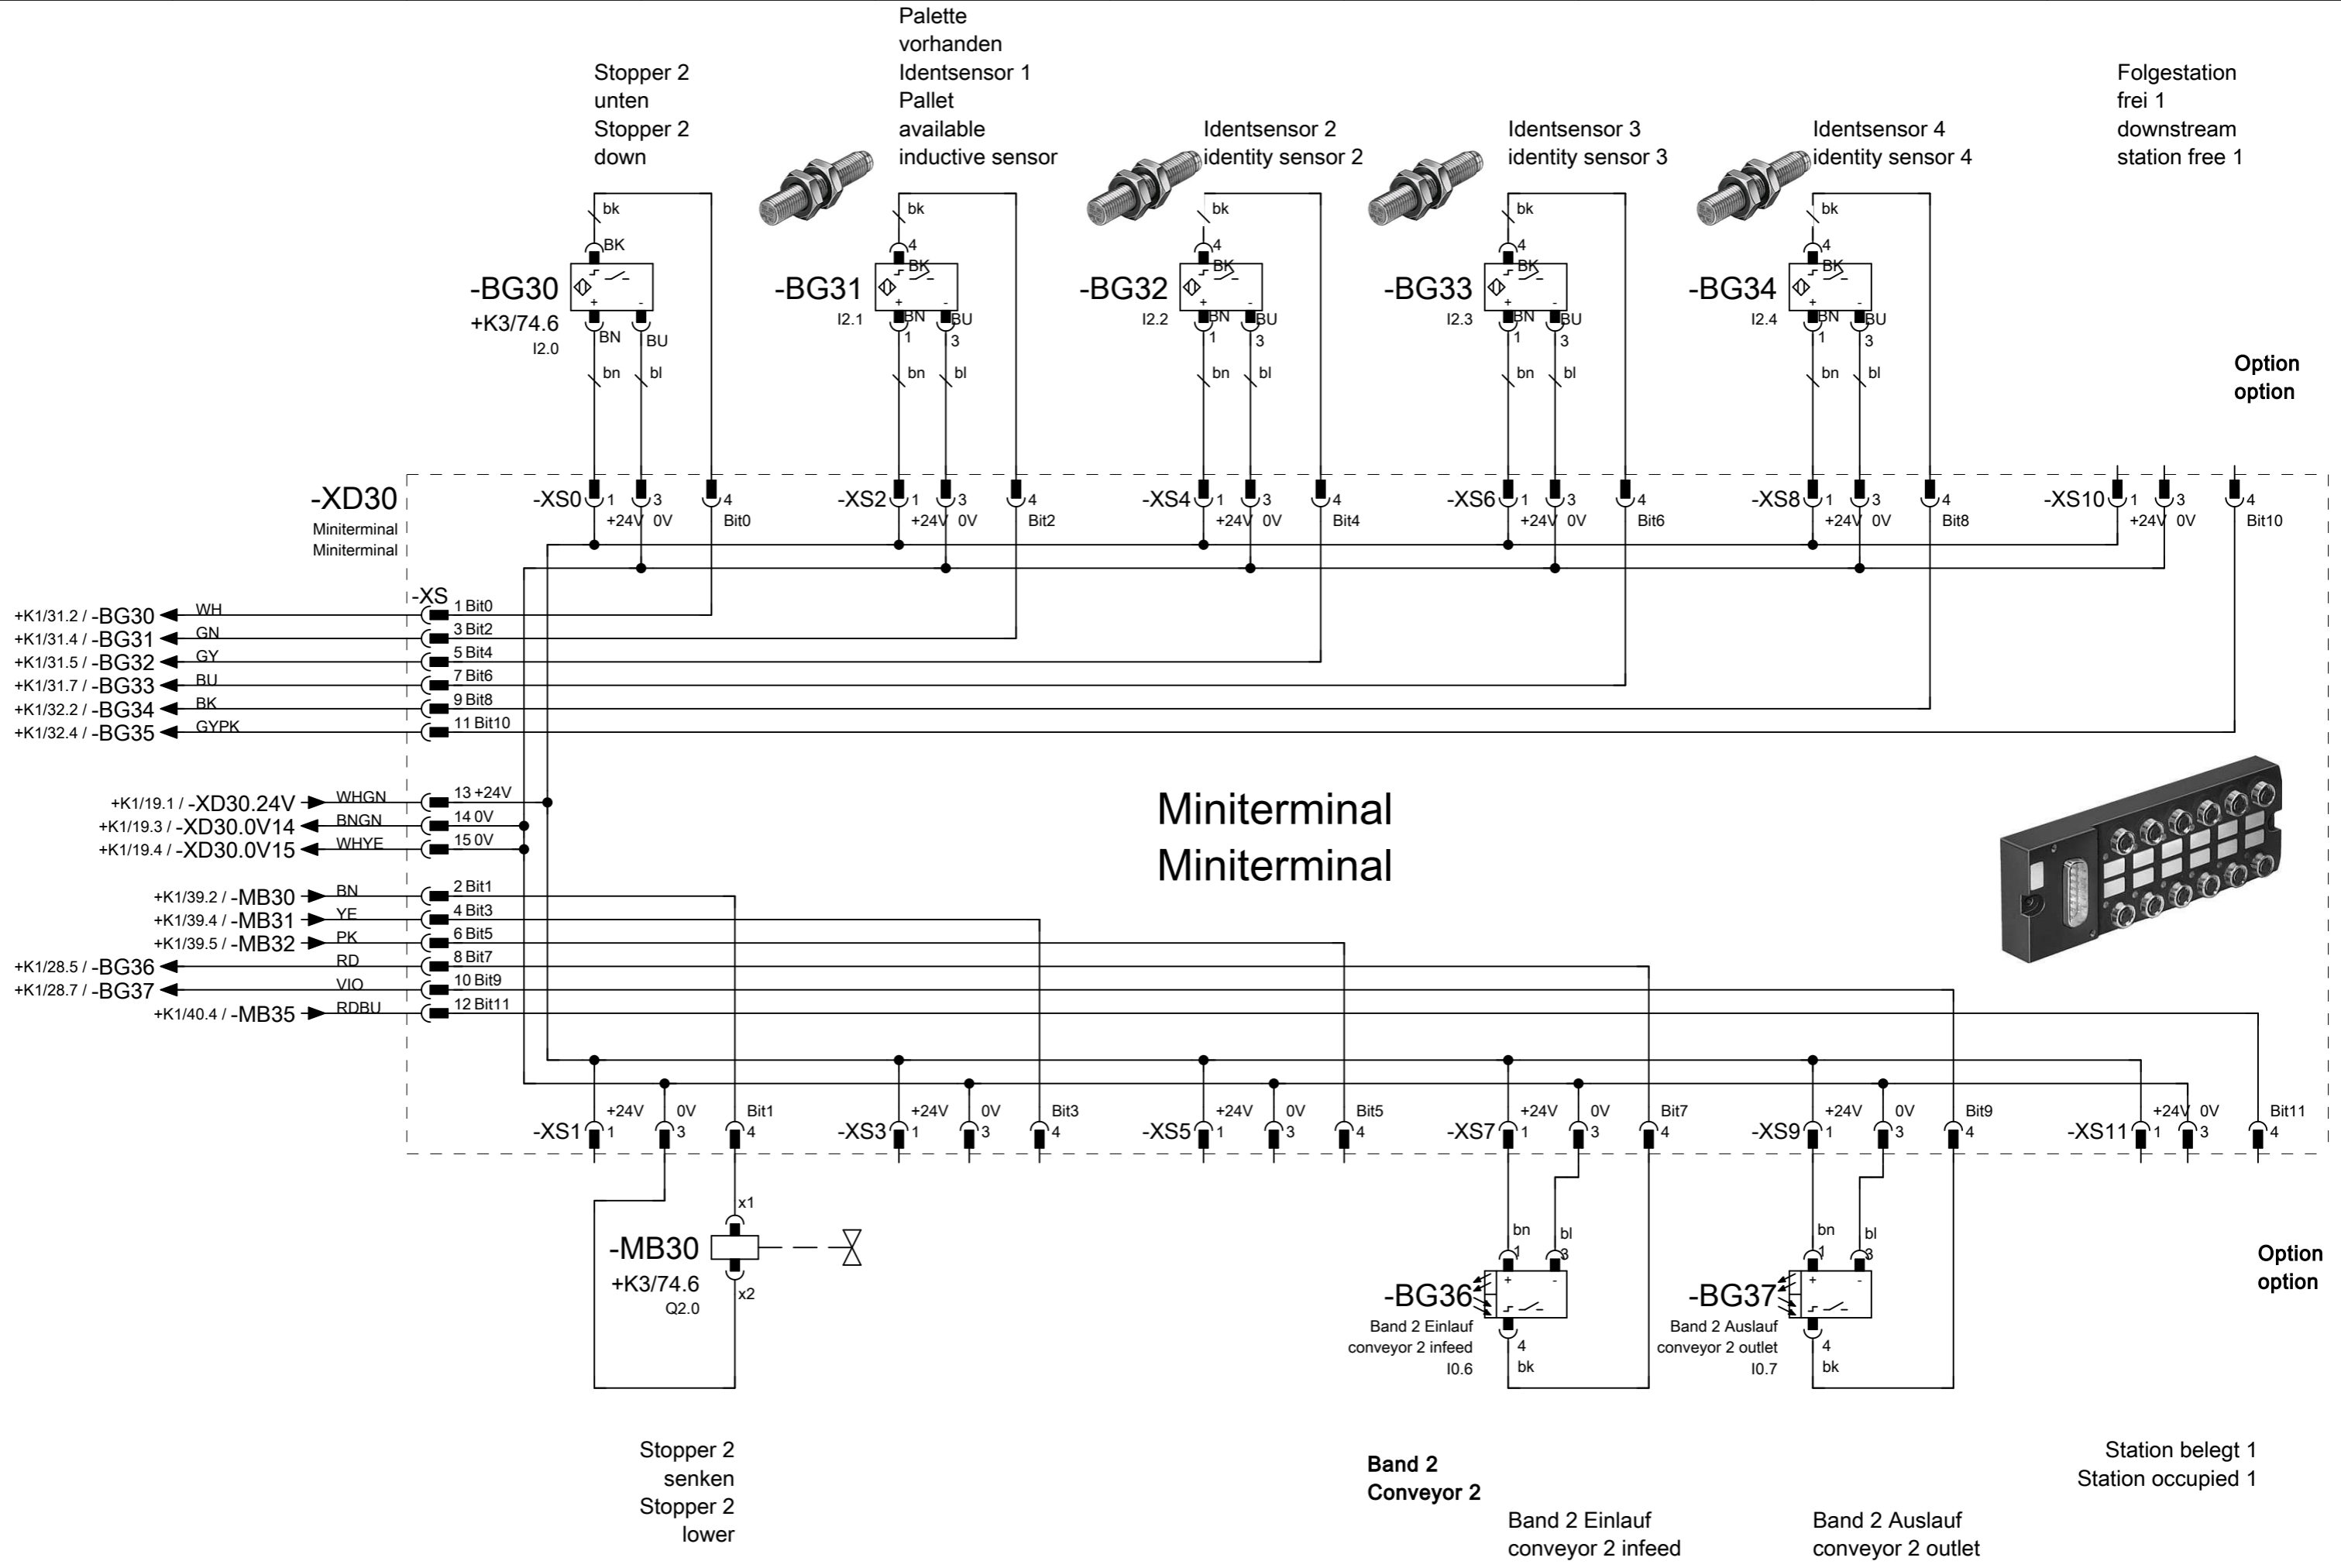 Stopper 2
unten
Stopper 2
down
Palette
vorhanden
Identsensor 1
Pallet
available
inductive sensor
Identsensor 2
identity sensor 2
Identsensor 3
identity sensor 3
Identsensor 4
identity sensor 4
Folgestation
frei 1
downstream
station free 1
bk
bk
bk
bk
bk
BK
4
4
4
4
BK
BK
BK
BK
-BG30
+K3/74.6
I2.0
+ -
BN BU
bn bl
-BG31
I2.1
+ -
BN BU
1 3
bn bl
-BG32
I2.2
+ -
BN BU
1 3
bn bl
-BG33
I2.3
+ -
BN BU
1 3
bn bl
-BG34
I2.4
+ -
BN BU
1 3
bn bl
Option
option
-XD30
Miniterminal
Miniterminal
-XS0 1 3 4
+24V 0V Bit0
-XS2 1 3 4
+24V 0V Bit2
-XS4 1 3 4
+24V 0V Bit4
-XS6 1 3 4
+24V 0V Bit6
-XS8 1 3 4
+24V 0V Bit8
-XS10 1 3 4
+24V 0V Bit10
-XS
+K1/31.2 / -BG30 WH 1 Bit0
+K1/31.4 / -BG31 GN 3 Bit2
+K1/31.5 / -BG32 GY 5 Bit4
+K1/31.7 / -BG33 BU 7 Bit6
+K1/32.2 / -BG34 BK 9 Bit8
+K1/32.4 / -BG35 GYPK 11 Bit10
+K1/19.1 / -XD30.24V WHGN 13 +24V
+K1/19.3 / -XD30.0V14 BNGN 14 0V
+K1/19.4 / -XD30.0V15 WHYE 15 0V
Miniterminal
Miniterminal
+K1/39.2 / -MB30 BN 2 Bit1
+K1/39.4 / -MB31 YE 4 Bit3
+K1/39.5 / -MB32 PK 6 Bit5
+K1/28.5 / -BG36 RD 8 Bit7
+K1/28.7 / -BG37 VIO 10 Bit9
+K1/40.4 / -MB35 RDBU 12 Bit11
+24V 0V Bit1
-XS1 1 3 4
+24V 0V Bit3
-XS3 1 3 4
+24V 0V Bit5
-XS5 1 3 4
+24V 0V Bit7
-XS7 1 3 4
+24V 0V Bit9
-XS9 1 3 4
+24V 0V Bit11
-XS11 1 3 4
x1
-MB30
+K3/74.6
Q2.0
x2
bn bl
1 3
+ -
-BG36
Band 2 Einlauf
conveyor 2 infeed
I0.6
4
bk
bn bl
1 3
+ -
-BG37
Band 2 Auslauf
conveyor 2 outlet
I0.7
4
bk
Option
option
Stopper 2
senken
Stopper 2
lower
Band 2
Conveyor 2
Band 2 Einlauf
conveyor 2 infeed
Band 2 Auslauf
conveyor 2 outlet
Station belegt 1
Station occupied 1